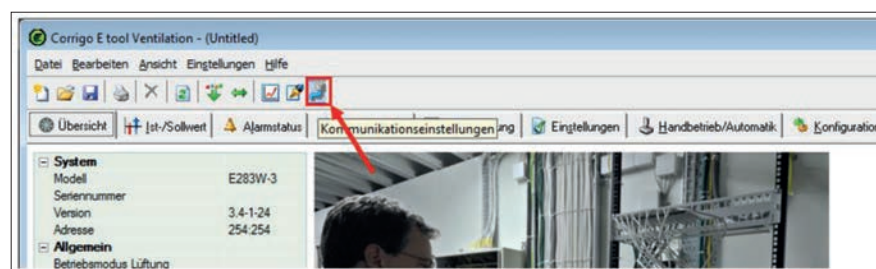 Corrigo E tool Ventilation - (Untitled)
Datei Bearbeiten Ansicht Einstellungen Hilfe
Übersicht Ist-/Sollwert Alarmstatus Kommunikationseinstellungen Einstellungen Handbetrieb/Automatik Konfiguration
System
Modell E283W-3
Seriennummer
Version 3.4-1-24
Adresse 254:254
Allgemein
Betriebsmodus Lüftung